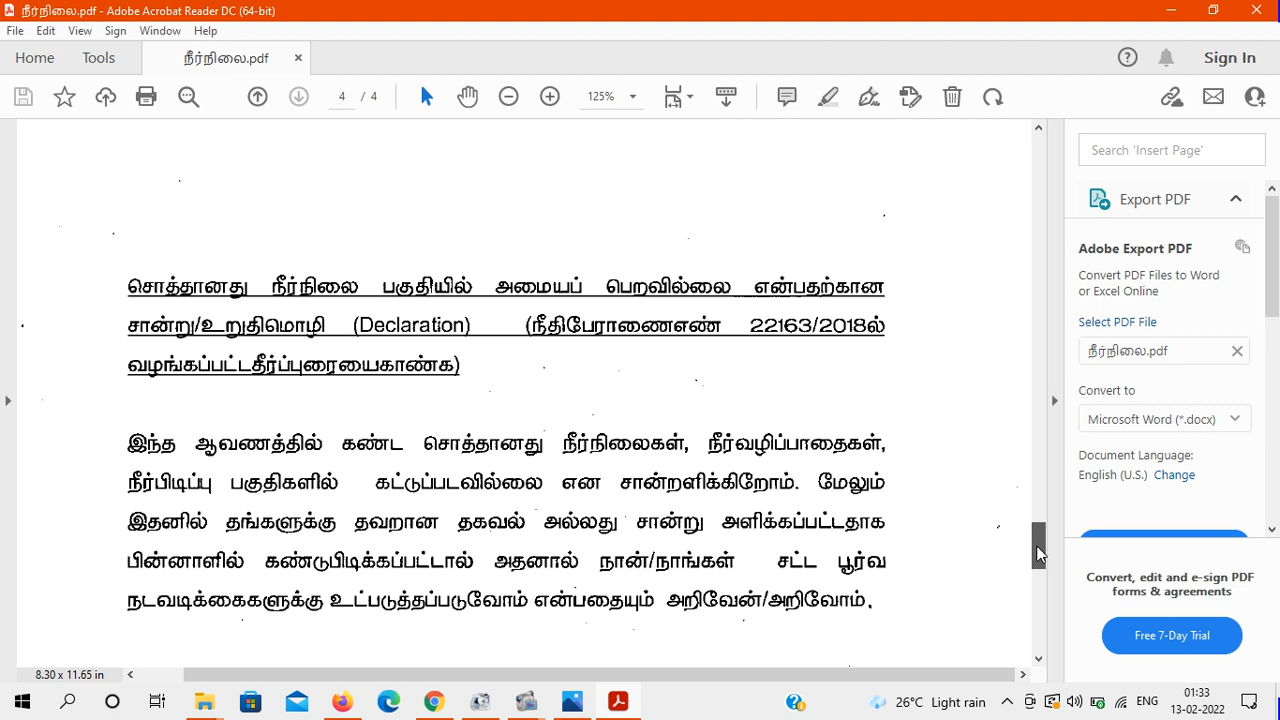 நீர்நிலை.pdf - Adobe Acrobat Reader DC (64-bit)
File Edit View Sign Window Help
Home Tools நீர்நிலை.pdf × Sign In
4 / 4 125%
Search 'Insert Page'
Export PDF
Adobe Export PDF
Convert PDF Files to Word
or Excel Online
Select PDF File
நீர்நிலை.pdf
Convert to
Microsoft Word (*.docx)
Document Language:
English (U.S.) Change
Convert, edit and e-sign PDF
forms & agreements
Free 7-Day Trial
சொத்தானது நீர்நிலை பகுதியில் அமையப் பெறவில்லை என்பதற்கான
சான்று/உறுதிமொழி (Declaration) (நீதிபேராணைஎண் 22163/2018ல்
வழங்கப்பட்டதீர்ப்புரையைகாண்க)
இந்த ஆவணத்தில் கண்ட சொத்தானது நீர்நிலைகள், நீர்வழிப்பாதைகள்,
நீர்பிடிப்பு பகுதிகளில் கட்டுப்படவில்லை என சான்றளிக்கிறோம். மேலும்
இதனில் தங்களுக்கு தவறான தகவல் அல்லது சான்று அளிக்கப்பட்டதாக
பின்னாளில் கண்டுபிடிக்கப்பட்டால் அதனால் நான்/நாங்கள் சட்ட பூர்வ
நடவடிக்கைகளுக்கு உட்படுத்தப்படுவோம் என்பதையும் அறிவேன்/அறிவோம்.
8.30 x 11.65 in
26°C Light rain ENG 01:33
13-02-2022